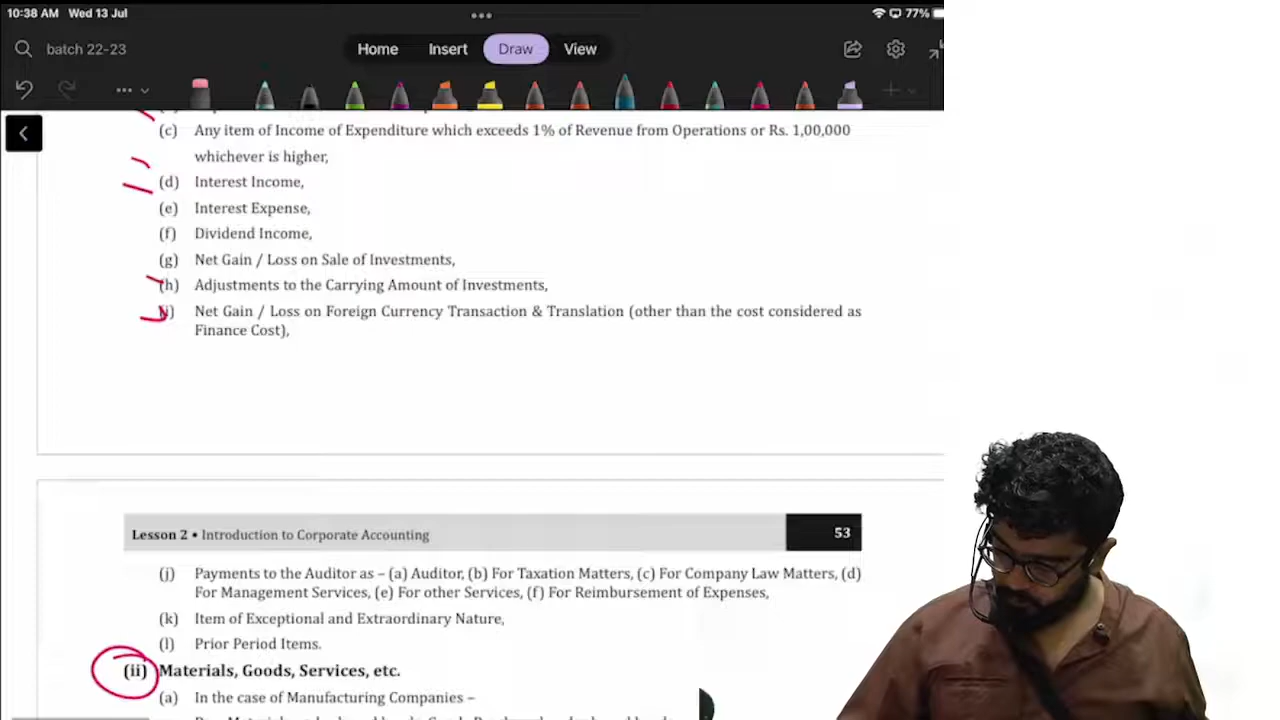 10:38 AM Wed 13 Jul
77%
batch 22-23
Home Insert Draw View
(c) Any item of Income of Expenditure which exceeds 1% of Revenue from Operations or Rs. 1,00,000
whichever is higher,
(d) Interest Income,
(e) Interest Expense,
(f) Dividend Income,
(g) Net Gain / Loss on Sale of Investments,
(h) Adjustments to the Carrying Amount of Investments,
(i) Net Gain / Loss on Foreign Currency Transaction & Translation (other than the cost considered as
Finance Cost),
Lesson 2 • Introduction to Corporate Accounting 53
(j) Payments to the Auditor as – (a) Auditor, (b) For Taxation Matters, (c) For Company Law Matters, (d)
For Management Services, (e) For other Services, (f) For Reimbursement of Expenses,
(k) Item of Exceptional and Extraordinary Nature,
(l) Prior Period Items.
(ii) Materials, Goods, Services, etc.
(a) In the case of Manufacturing Companies –